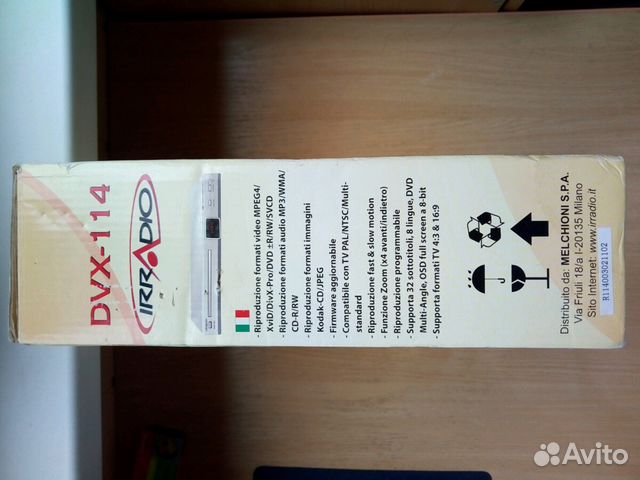 DVX-114
IRRADIO
- Riproduzione formati video MPEG4/
XviD/DivX-Pro/DVD ±R/RW/SVCD
- Riproduzione formati audio MP3/WMA/
CD-R/RW
- Riproduzione formati immagini
Kodak-CD/JPEG
- Firmware aggiornabile
- Compatibile con TV PAL/NTSC/Multi-
standard
- Riproduzione fast & slow motion
- Funzione Zoom (x4 avanti/indietro)
- Riproduzione programmabile
- Supporta 32 sottotitoli, 8 lingue, DVD
Multi-Angle, OSD full screen a 8-bit
- Supporta formati TV 4:3 & 16:9
Distribuito da: MELCHIONI S.P.A.
Via Friuli 18/a I-20135 Milano
Sito Internet: www.irradio.it
R114003021102
Avito